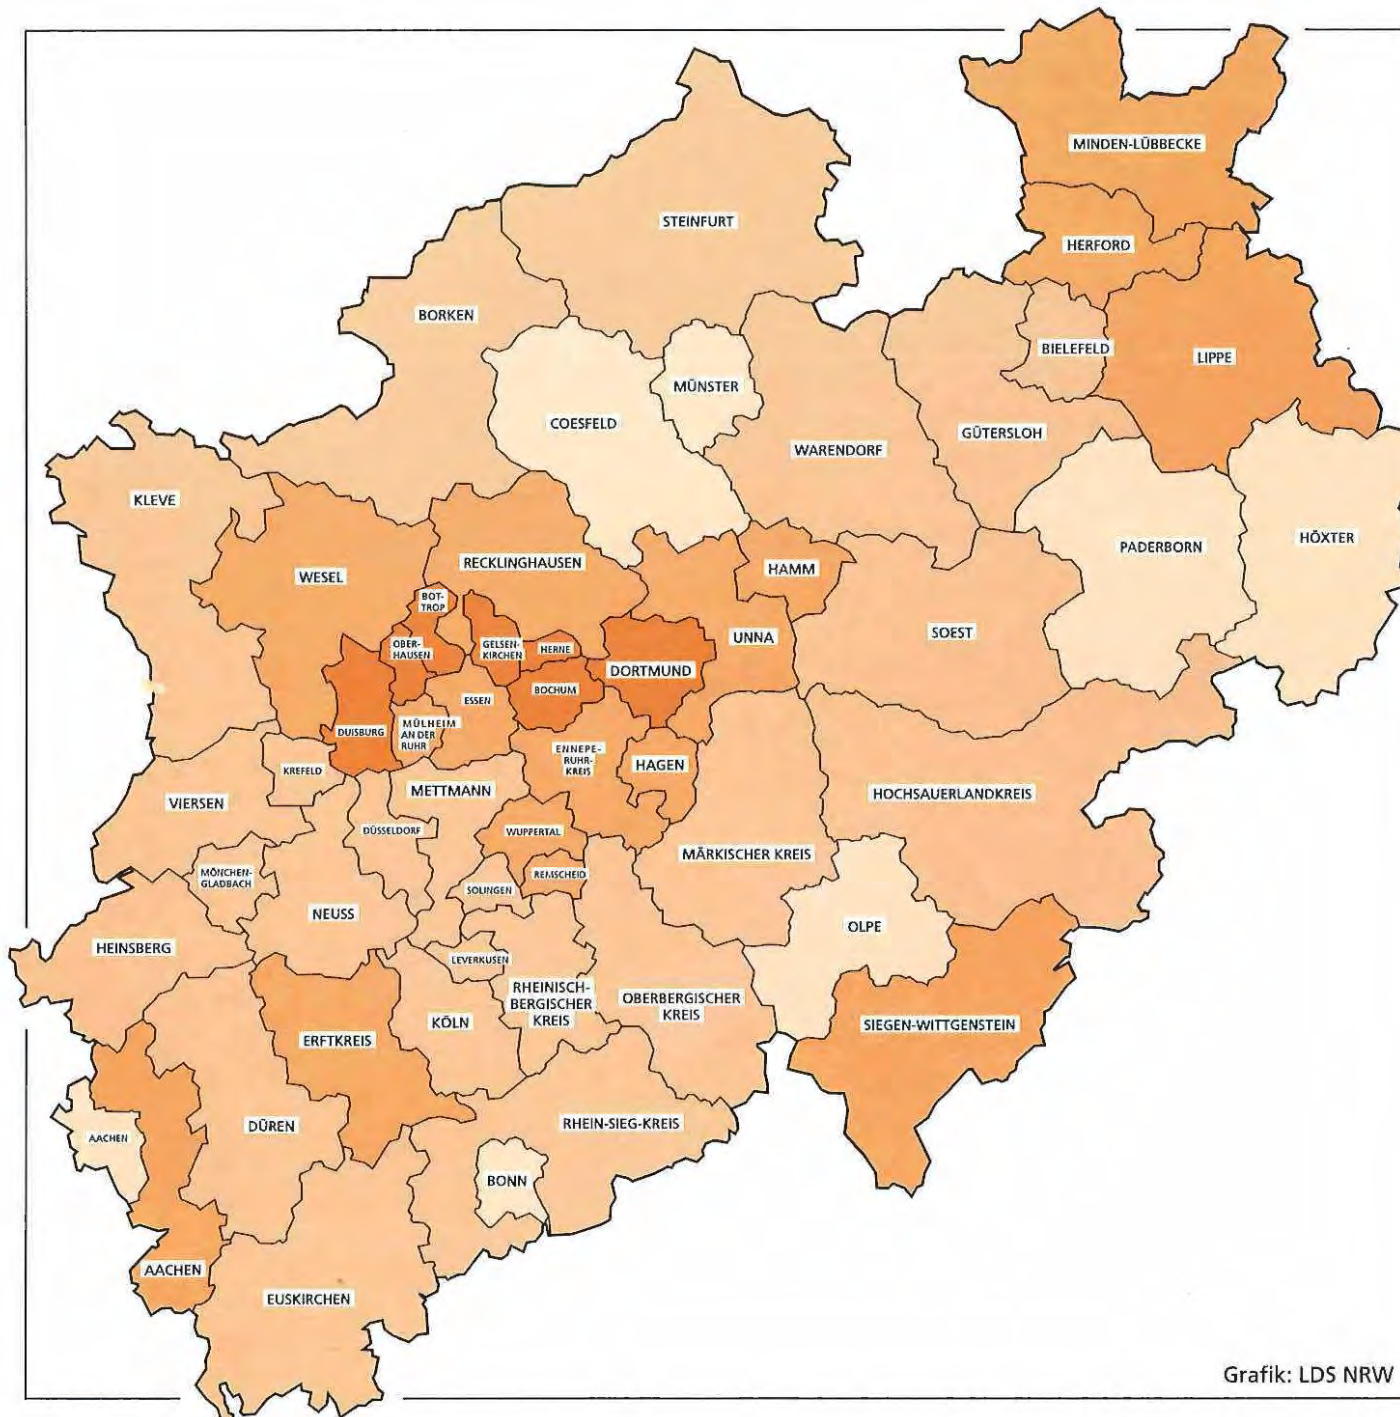 MINDEN-LÜBBECKE
STEINFURT
HERFORD
BORKEN
BIELEFELD
LIPPE
MÜNSTER
COESFELD
GÜTERSLOH
WARENDORF
KLEVE
HÖXTER
PADERBORN
RECKLINGHAUSEN
HAMM
WESEL
BOT-
TROP
UNNA
SOEST
OBER-
HAUSEN
GELSEN-
KIRCHEN
HERNE
DORTMUND
BOCHUM
ESSEN
DUISBURG
MÜLHEIM
AN DER
RUHR
ENNEPE-
RUHR-
KREIS
HAGEN
KREFELD
METTMANN
HOCHSAUERLANDKREIS
VIERSEN
DÜSSELDORF
WUPPERTAL
MÄRKISCHER KREIS
MÖNCHEN-
GLADBACH
REMSCHEID
SOLINGEN
NEUSS
OLPE
HEINSBERG
LEVERKUSEN
RHEINISCH-
BERGISCHER
KREIS
OBERBERGISCHER
KREIS
KÖLN
SIEGEN-WITTGENSTEIN
ERFTKREIS
DÜREN
RHEIN-SIEG-KREIS
AACHEN
BONN
AACHEN
EUSKIRCHEN
Grafik: LDS NRW